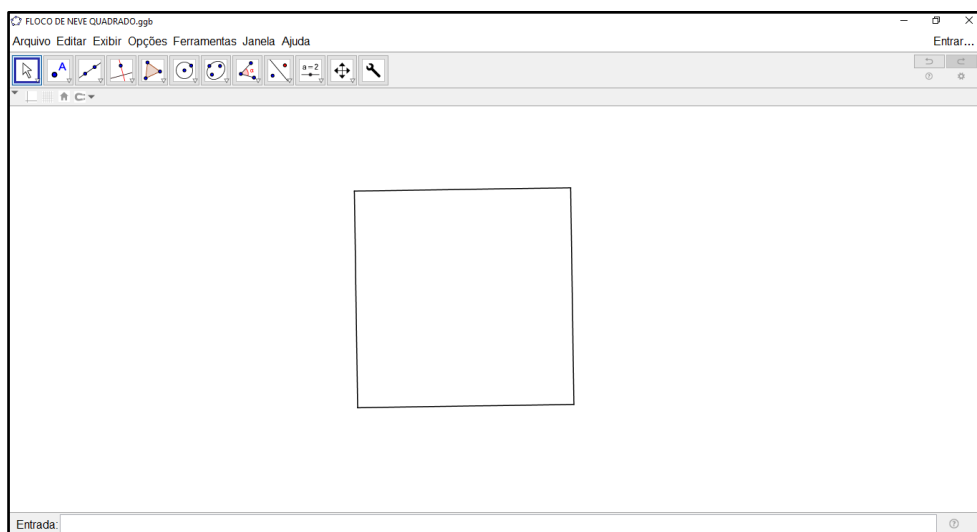 FLOCO DE NEVE QUADRADO.ggb
Arquivo Editar Exibir Opções Ferramentas Janela Ajuda
Entrar...
A
α
a=2
Entrada: